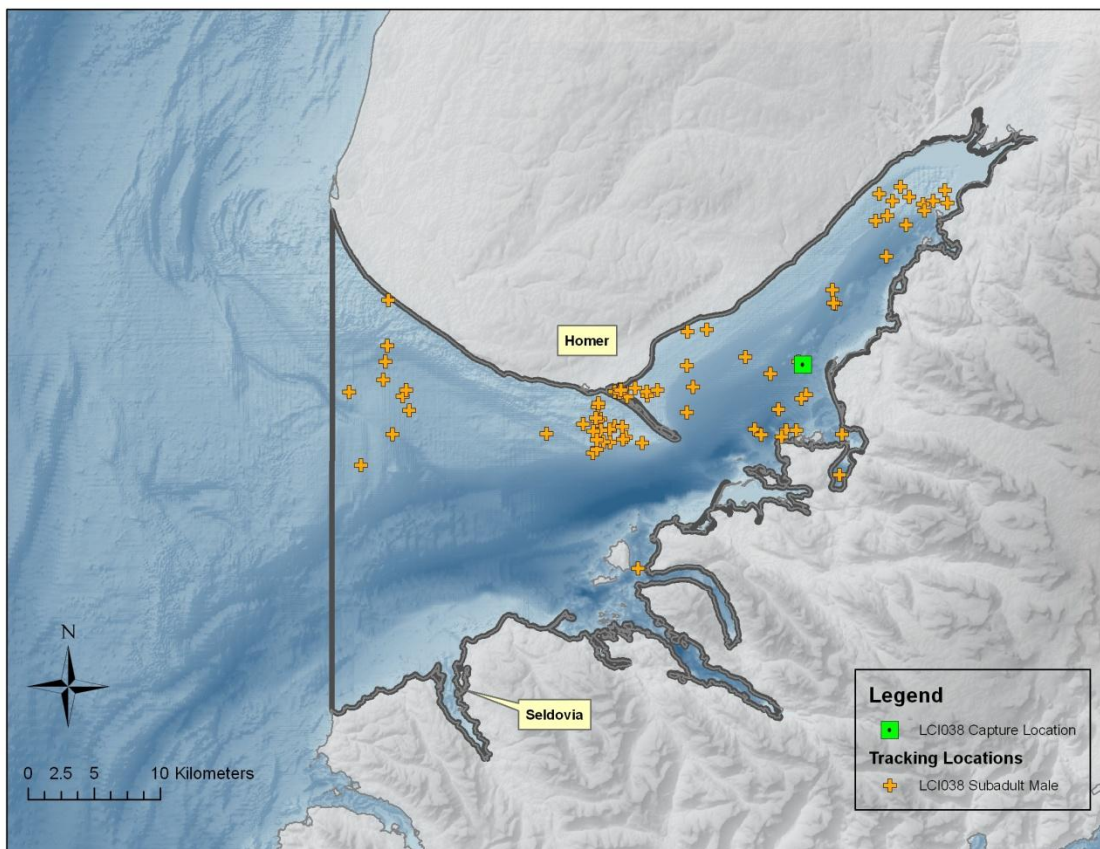 Homer
N
Seldovia
0 2.5 5 10 Kilometers
Legend
LCI038 Capture Location
Tracking Locations
LCI038 Subadult Male